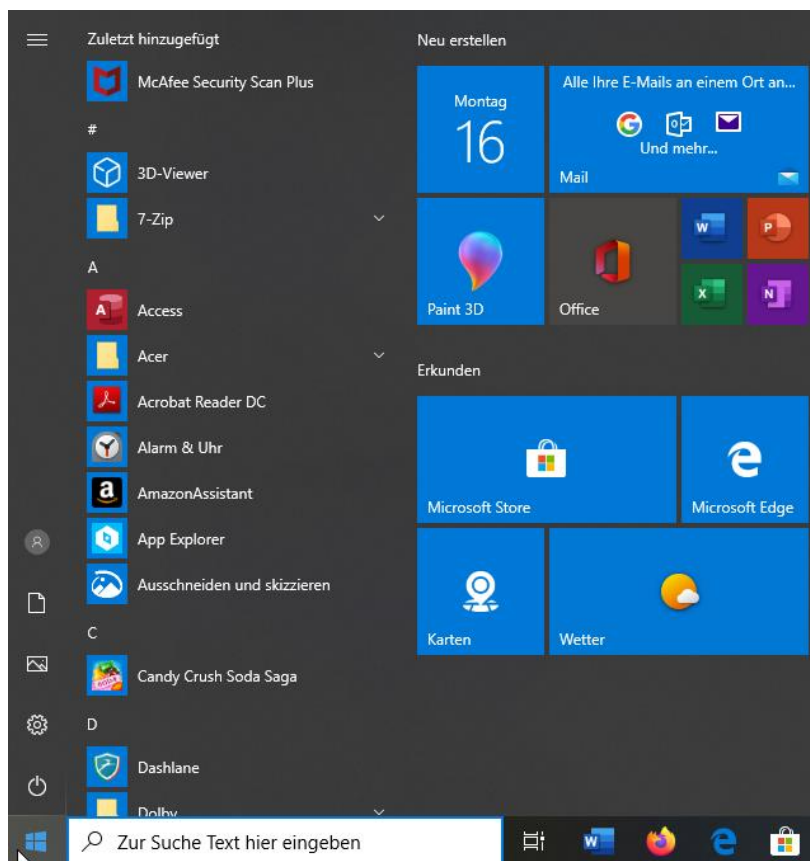 Zuletzt hinzugefügt
McAfee Security Scan Plus
#
3D-Viewer
7-Zip
A
Access
Acer
Acrobat Reader DC
Alarm & Uhr
AmazonAssistant
App Explorer
Ausschneiden und skizzieren
C
Candy Crush Soda Saga
D
Dashlane
Dolby
Neu erstellen
Montag
16
Alle Ihre E-Mails an einem Ort an...
Und mehr...
Mail
Paint 3D
Office
Erkunden
Microsoft Store
Microsoft Edge
Karten
Wetter
Zur Suche Text hier eingeben